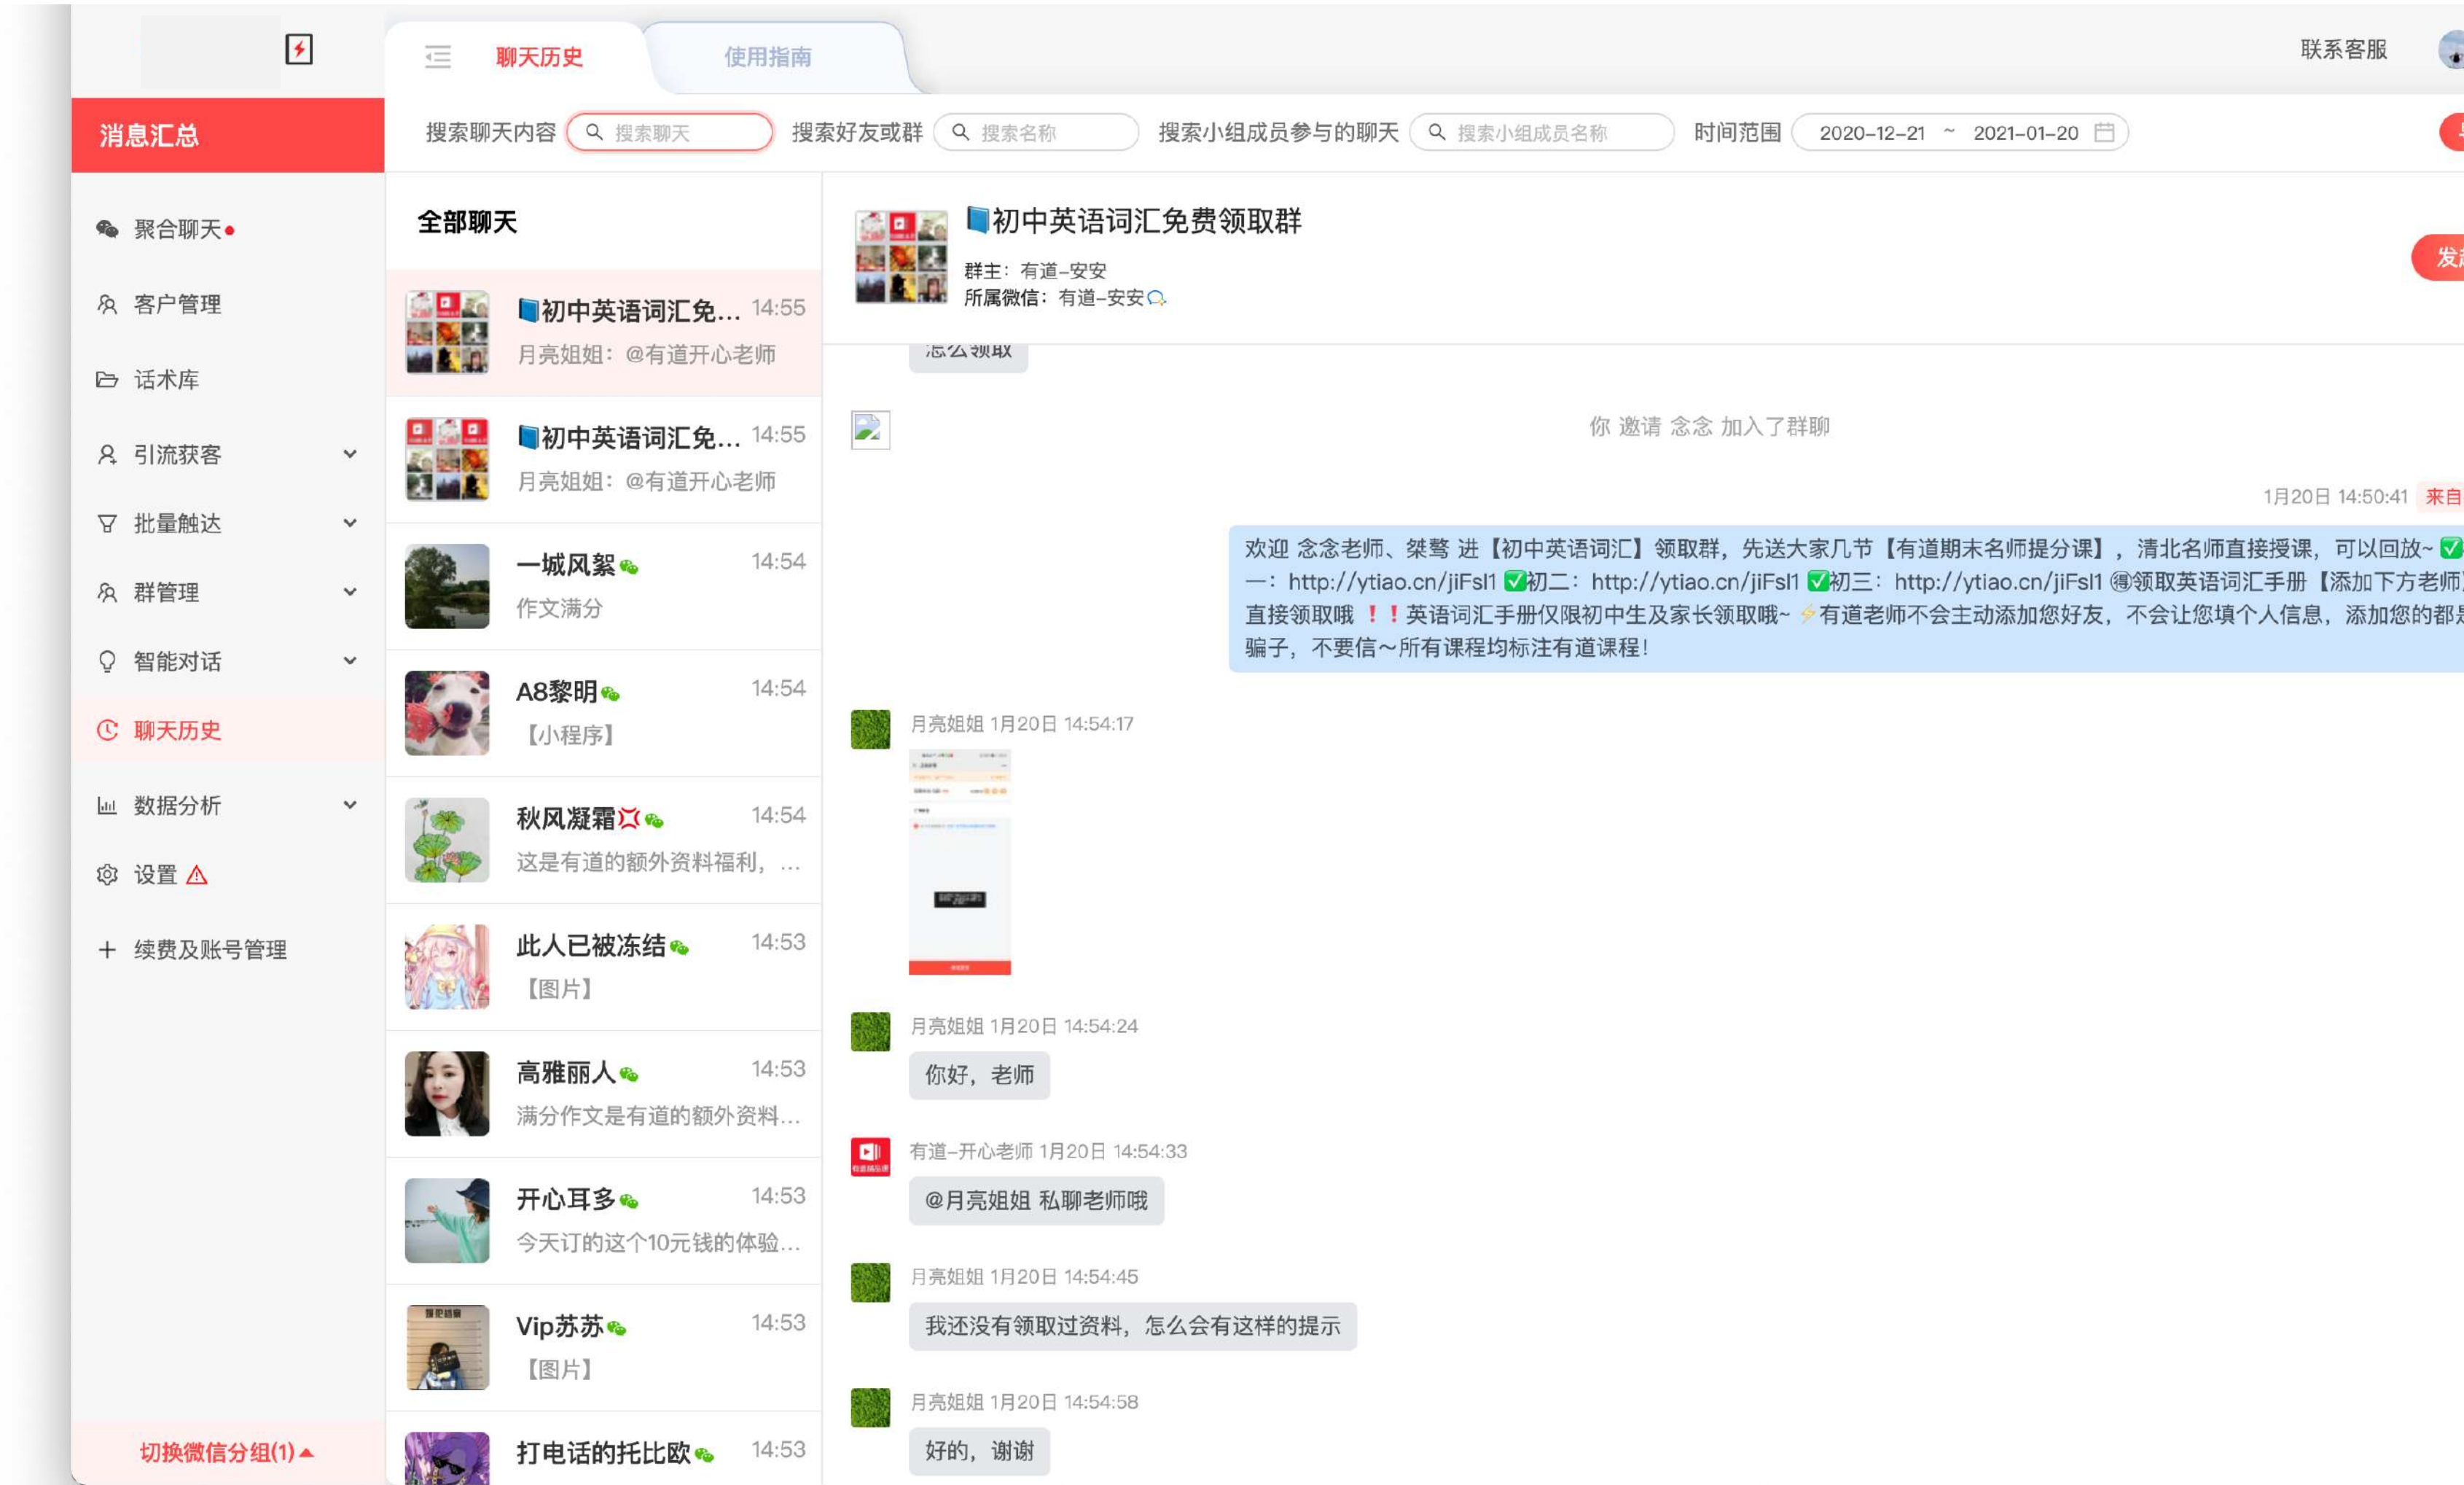 聊天历史
使用指南
联系客服
消息汇总
搜索聊天内容 搜索聊天 搜索好友或群 搜索名称 搜索小组成员参与的聊天 搜索小组成员名称 时间范围 2020-12-21 ~ 2021-01-20
聚合聊天
客户管理
话术库
引流获客
批量触达
群管理
智能对话
聊天历史
数据分析
设置
续费及账号管理
切换微信分组(1)
全部聊天
📘初中英语词汇免... 14:55
月亮姐姐：@有道开心老师
📘初中英语词汇免... 14:55
月亮姐姐：@有道开心老师
一城风絮 14:54
作文满分
A8黎明 14:54
【小程序】
秋风凝霜💢 14:54
这是有道的额外资料福利，...
此人已被冻结 14:53
【图片】
高雅丽人 14:53
满分作文是有道的额外资料...
开心耳多 14:53
今天订的这个10元钱的体验...
Vip苏苏 14:53
【图片】
打电话的托比欧 14:53
📘初中英语词汇免费领取群
群主：有道-安安
所属微信：有道-安安
发起
怎么领取
你 邀请 念念 加入了群聊
1月20日 14:50:41 来自
欢迎 念念老师、桀骜 进【初中英语词汇】领取群，先送大家几节【有道期末名师提分课】，清北名师直接授课，可以回放~ ✅
一：http://ytiao.cn/jiFsI1 ✅初二：http://ytiao.cn/jiFsI1 ✅初三：http://ytiao.cn/jiFsI1 🉐领取英语词汇手册【添加下方老师】
直接领取哦❗❗英语词汇手册仅限初中生及家长领取哦~ ⚡有道老师不会主动添加您好友，不会让您填个人信息，添加您的都是
骗子，不要信～所有课程均标注有道课程！
月亮姐姐 1月20日 14:54:17
月亮姐姐 1月20日 14:54:24
你好，老师
有道精品课
有道-开心老师 1月20日 14:54:33
@月亮姐姐 私聊老师哦
月亮姐姐 1月20日 14:54:45
我还没有领取过资料，怎么会有这样的提示
月亮姐姐 1月20日 14:54:58
好的，谢谢